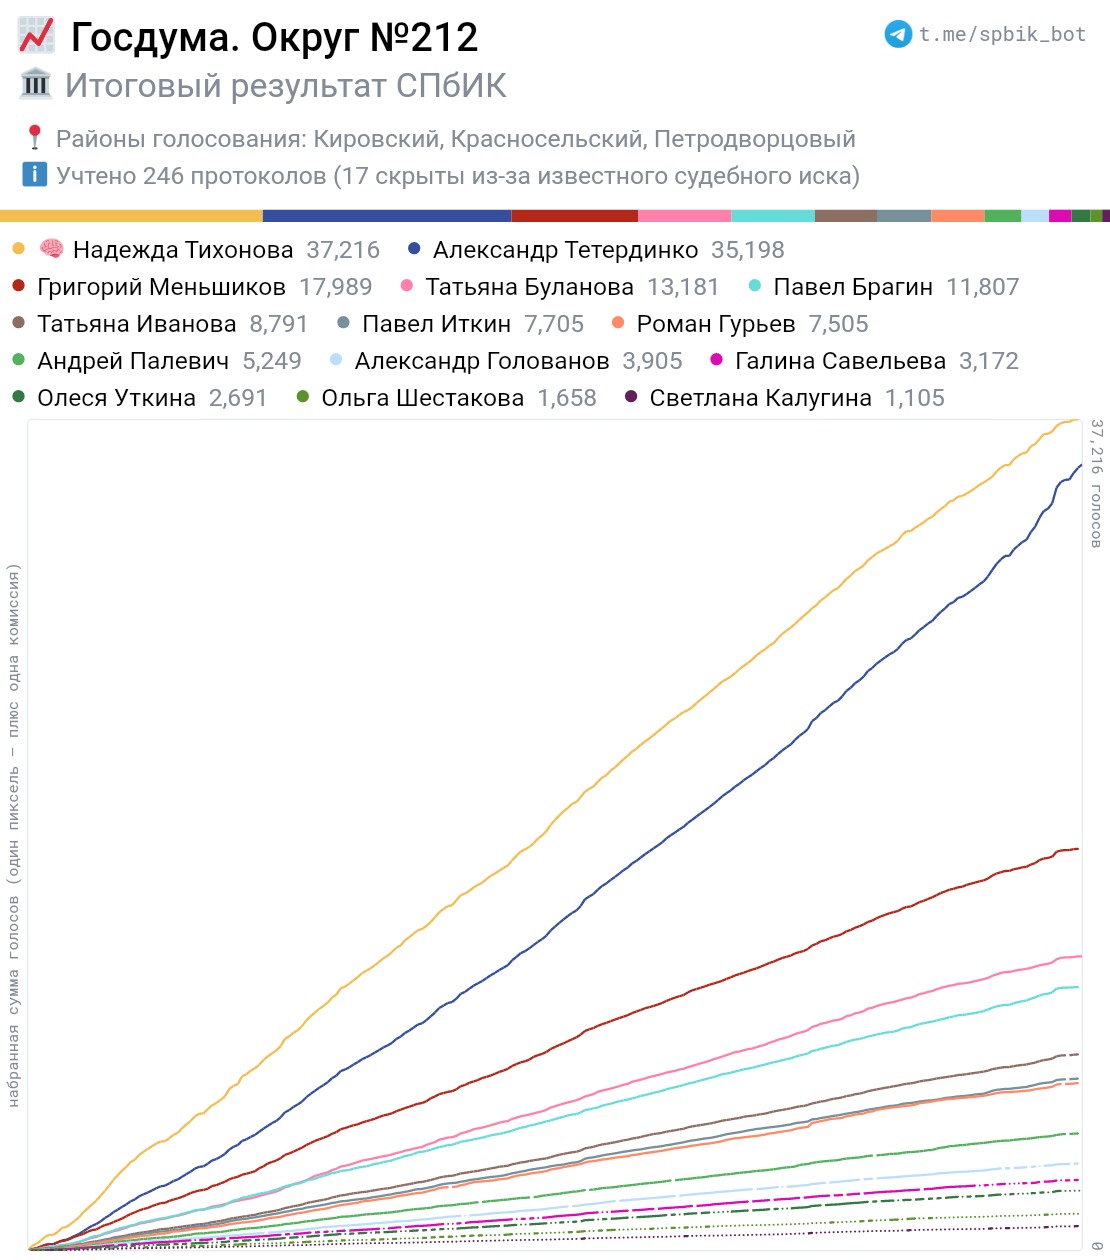 Госдума. Округ №212
t.me/spbik_bot
Итоговый результат СПбИК
Районы голосования: Кировский, Красносельский, Петродворцовый
Учтено 246 протоколов (17 скрыты из-за известного судебного иска)
Надежда Тихонова 37,216 Александр Тетердинко 35,198
Григорий Меньшиков 17,989 Татьяна Буланова 13,181 Павел Брагин 11,807
Татьяна Иванова 8,791 Павел Иткин 7,705 Роман Гурьев 7,505
Андрей Палевич 5,249 Александр Голованов 3,905 Галина Савельева 3,172
Олеся Уткина 2,691 Ольга Шестакова 1,658 Светлана Калугина 1,105
набранная сумма голосов (один пиксель — плюс одна комиссия)
37,216 голосов
0